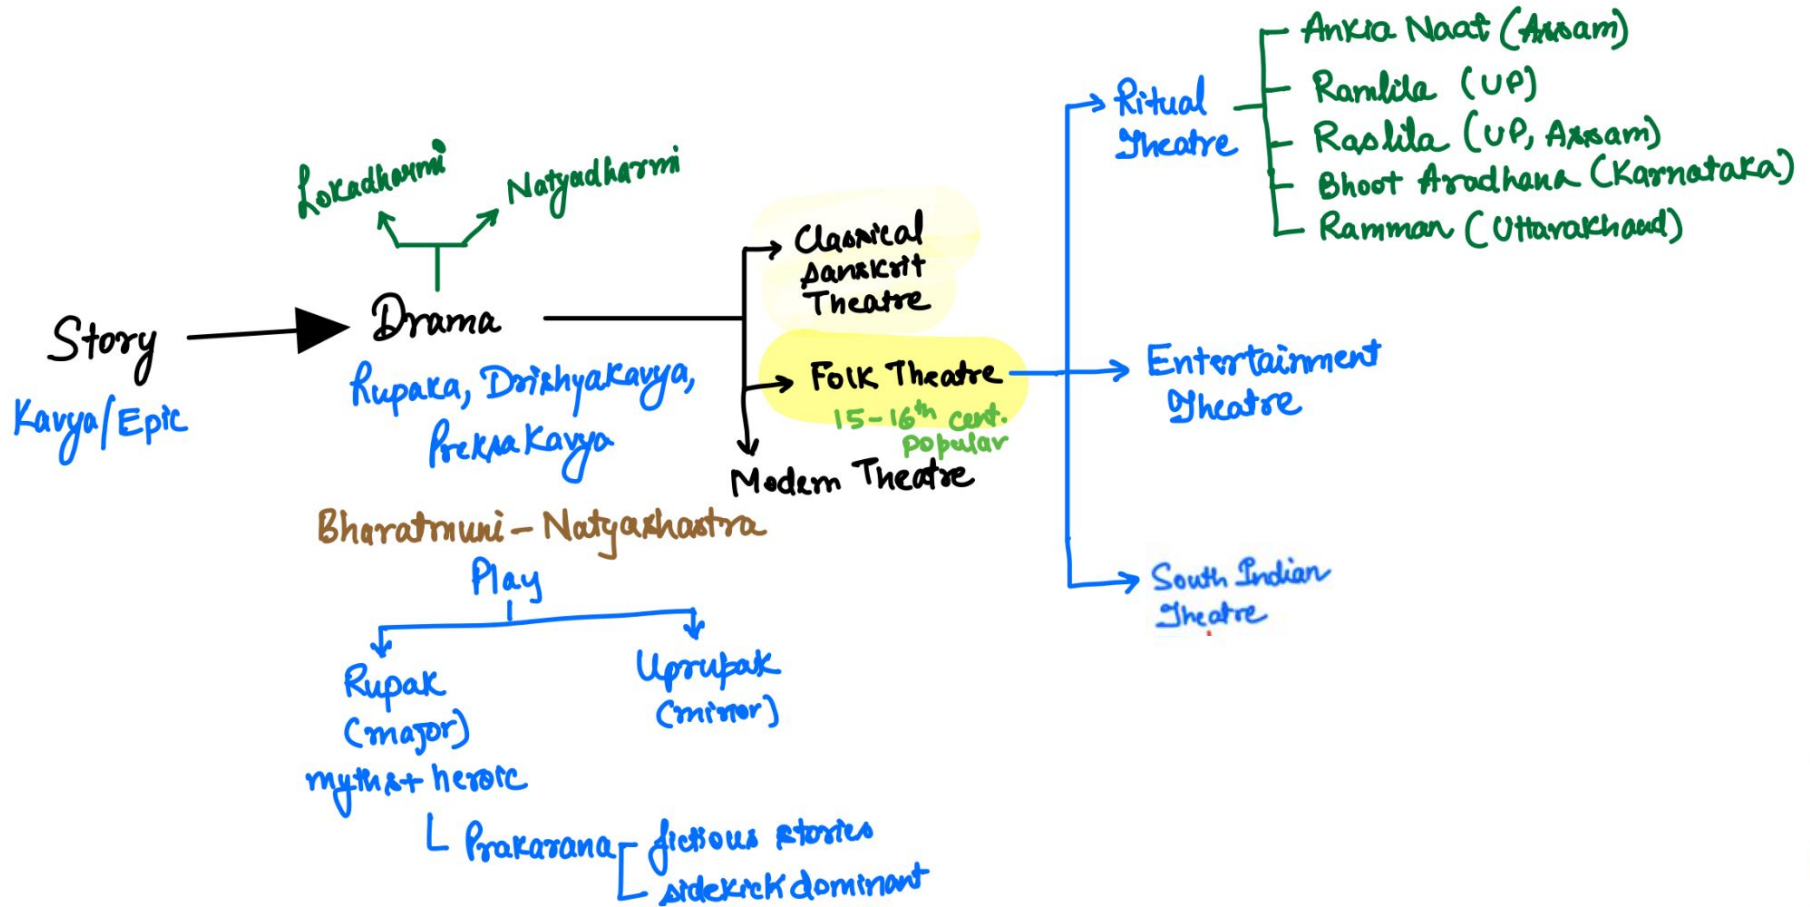 Story
Kavya/Epic
Lokadharmi
Natyadharmi
Drama
Rupaka, Drishyakavya,
Preksa Kavya
Bharatmuni - Natyashastra
Play
Rupak
(major)
myths + heroic
Prakarana
fictious stories
sidekick dominant
Uprupak
(minor)
Classical
Sanskrit
Theatre
Folk Theatre
15-16th cent.
popular
Modern Theatre
Ritual
Theatre
Ankia Naat (Assam)
Ramlila (UP)
Raslila (UP, Assam)
Bhoot Aradhana (Karnataka)
Ramman (Uttarakhand)
Entertainment
Theatre
South Indian
Theatre